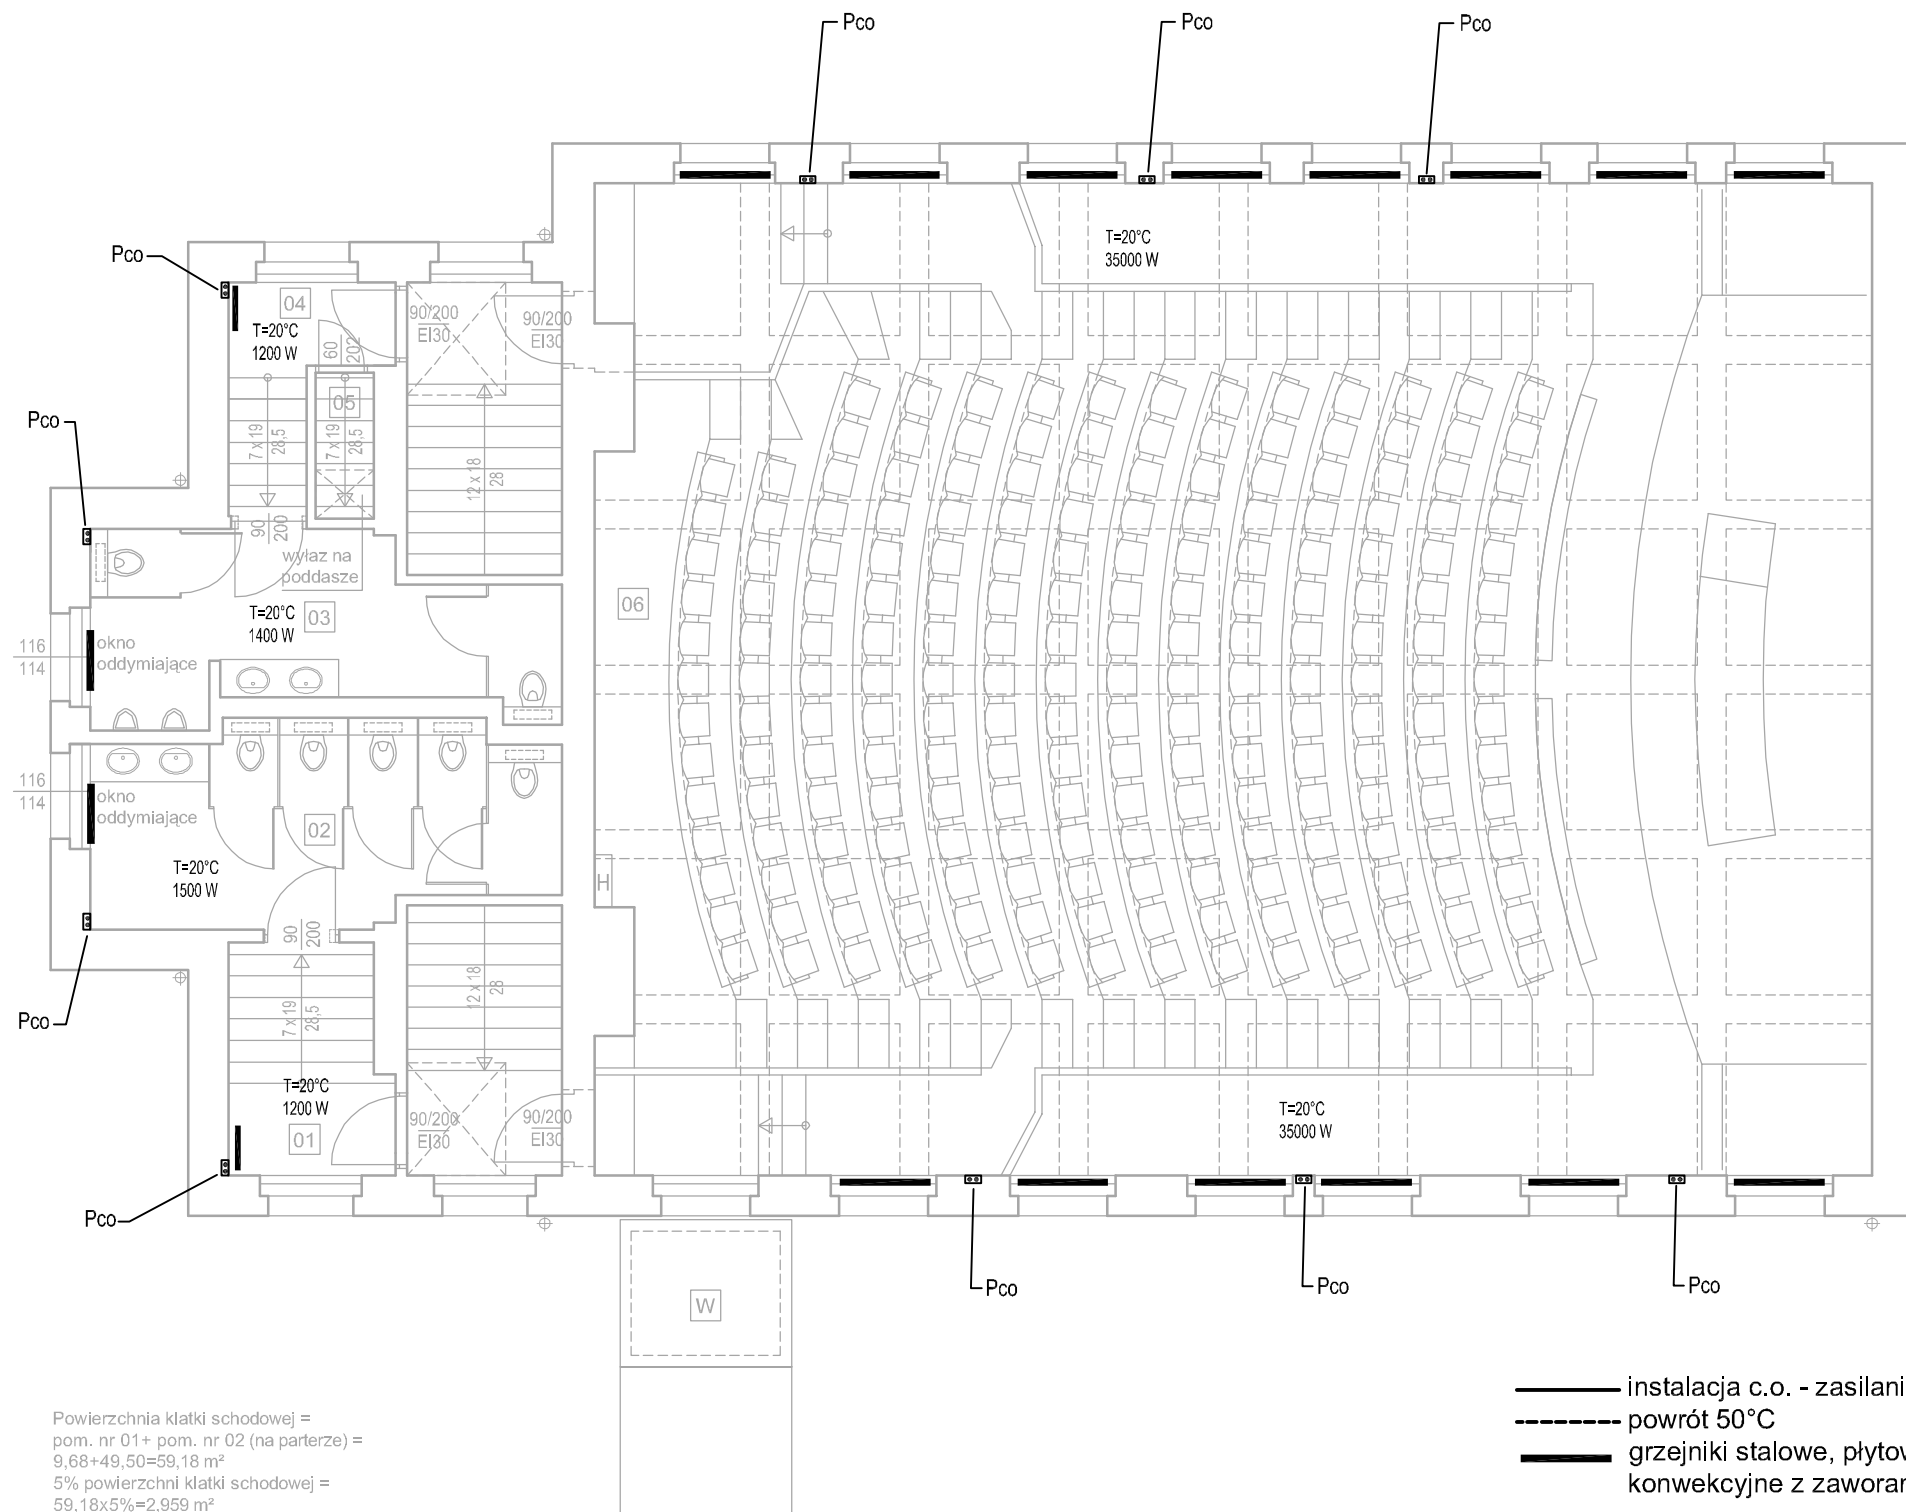 Pco
Pco
Pco
Pco
04
T=20°C
1200 W
90/200
EI30
90/200
EI30
60
202
05
Pco
7 x 19
28,5
7 x 19
28,5
12 x 18
28
90
200
wyłaz na
poddasze
T=20°C
35000 W
T=20°C
1400 W
03
06
116
114
okno
oddymiające
116
114
okno
oddymiające
02
T=20°C
1500 W
H
90
200
Pco
7 x 19
28,5
12 x 18
28
T=20°C
1200 W
01
90/200
EI30
90/200
EI30
T=20°C
35000 W
Pco
Pco
Pco
Pco
W
instalacja c.o. - zasilani
powrót 50°C
grzejniki stalowe, płytow
konwekcyjne z zaworam
Powierzchnia klatki schodowej =
pom. nr 01+ pom. nr 02 (na parterze) =
9,68+49,50=59,18 m²
5% powierzchni klatki schodowej =
59,18x5%=2,959 m²